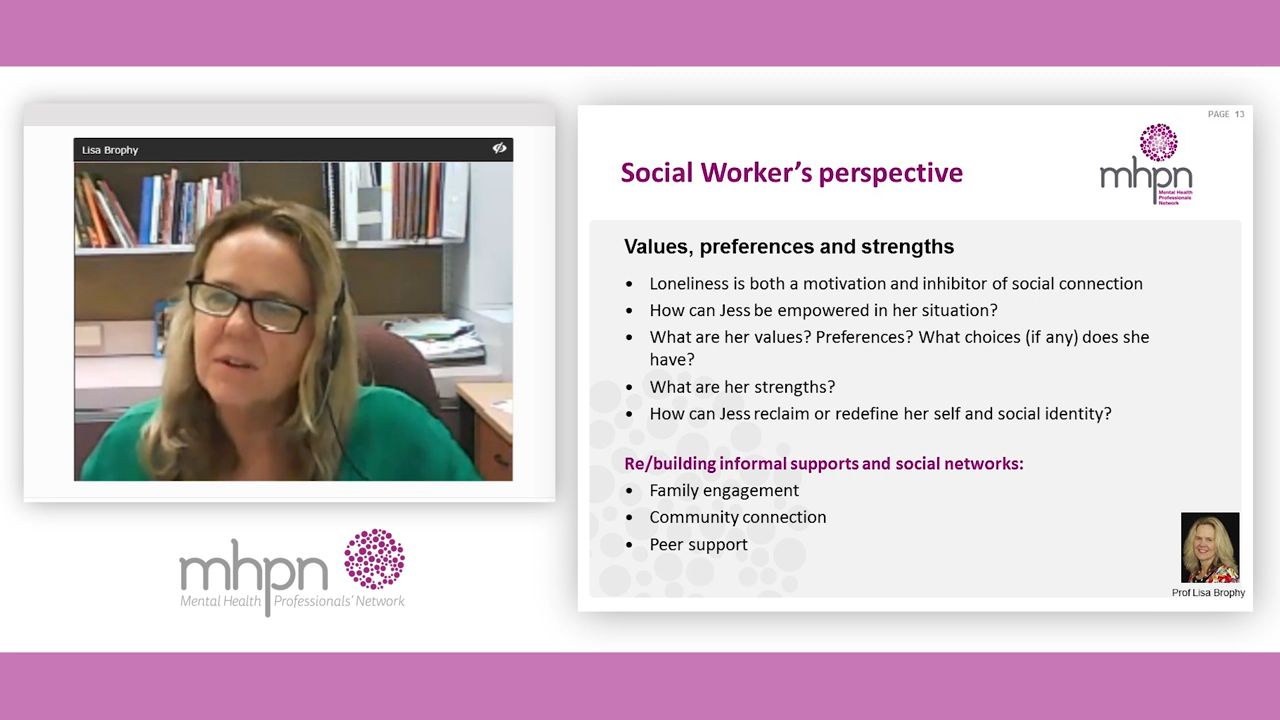 Lisa Brophy
mhpn
Mental Health Professionals' Network
PAGE 13
Social Worker's perspective
mhpn
Mental Health
Professionals
Network
Values, preferences and strengths
• Loneliness is both a motivation and inhibitor of social connection
• How can Jess be empowered in her situation?
• What are her values? Preferences? What choices (if any) does she
have?
• What are her strengths?
• How can Jess reclaim or redefine her self and social identity?
Re/building informal supports and social networks:
• Family engagement
• Community connection
• Peer support
Prof Lisa Brophy